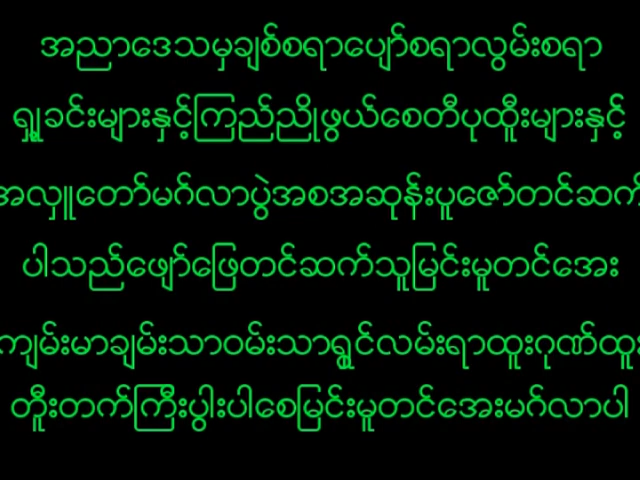 အညာဒေသမှချစ်စရာပျော်စရာလွမ်းစရာ
ရှုခင်းများနှင့်ကြည်ညိုဖွယ်စေတီပုထိုးများနှင့်
အလှူတော်မင်္ဂလာပွဲအစအဆုန်းပူဇော်တင်ဆက်
ပါသည်ဖျော်ဖြေတင်ဆက်သူမြင်းမူတင်အေး
ကျမ်းမာချမ်းသာဝမ်းသာရွှင်လမ်းရာထူးဂုဏ်ထူး
တိုးတက်ကြီးပွါးပါစေမြင်းမူတင်အေးမင်္ဂလာပါ